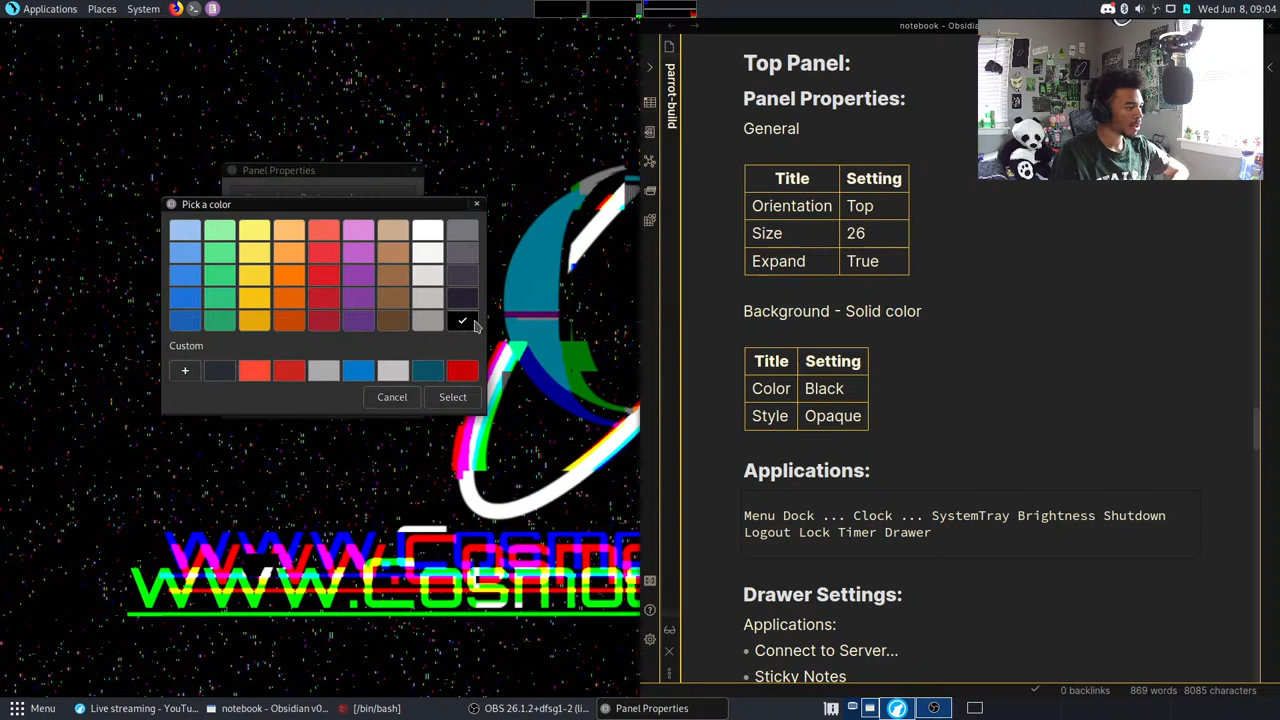 Applications Places System
Wed Jun 8, 09:04
notebook - Obsidian
Panel Properties
Pick a color
Custom
Cancel
Select
parrot-build
Top Panel:
Panel Properties:
General
Title Setting
Orientation Top
Size 26
Expand True
Background - Solid color
Title Setting
Color Black
Style Opaque
Applications:
Menu Dock ... Clock ... SystemTray Brightness Shutdown
Logout Lock Timer Drawer
Drawer Settings:
Applications:
Connect to Server...
Sticky Notes
0 backlinks 869 words 8085 characters
Menu
Live streaming - YouTu...
notebook - Obsidian v0...
[/bin/bash]
OBS 26.1.2+dfsg1-2 (li...
Panel Properties